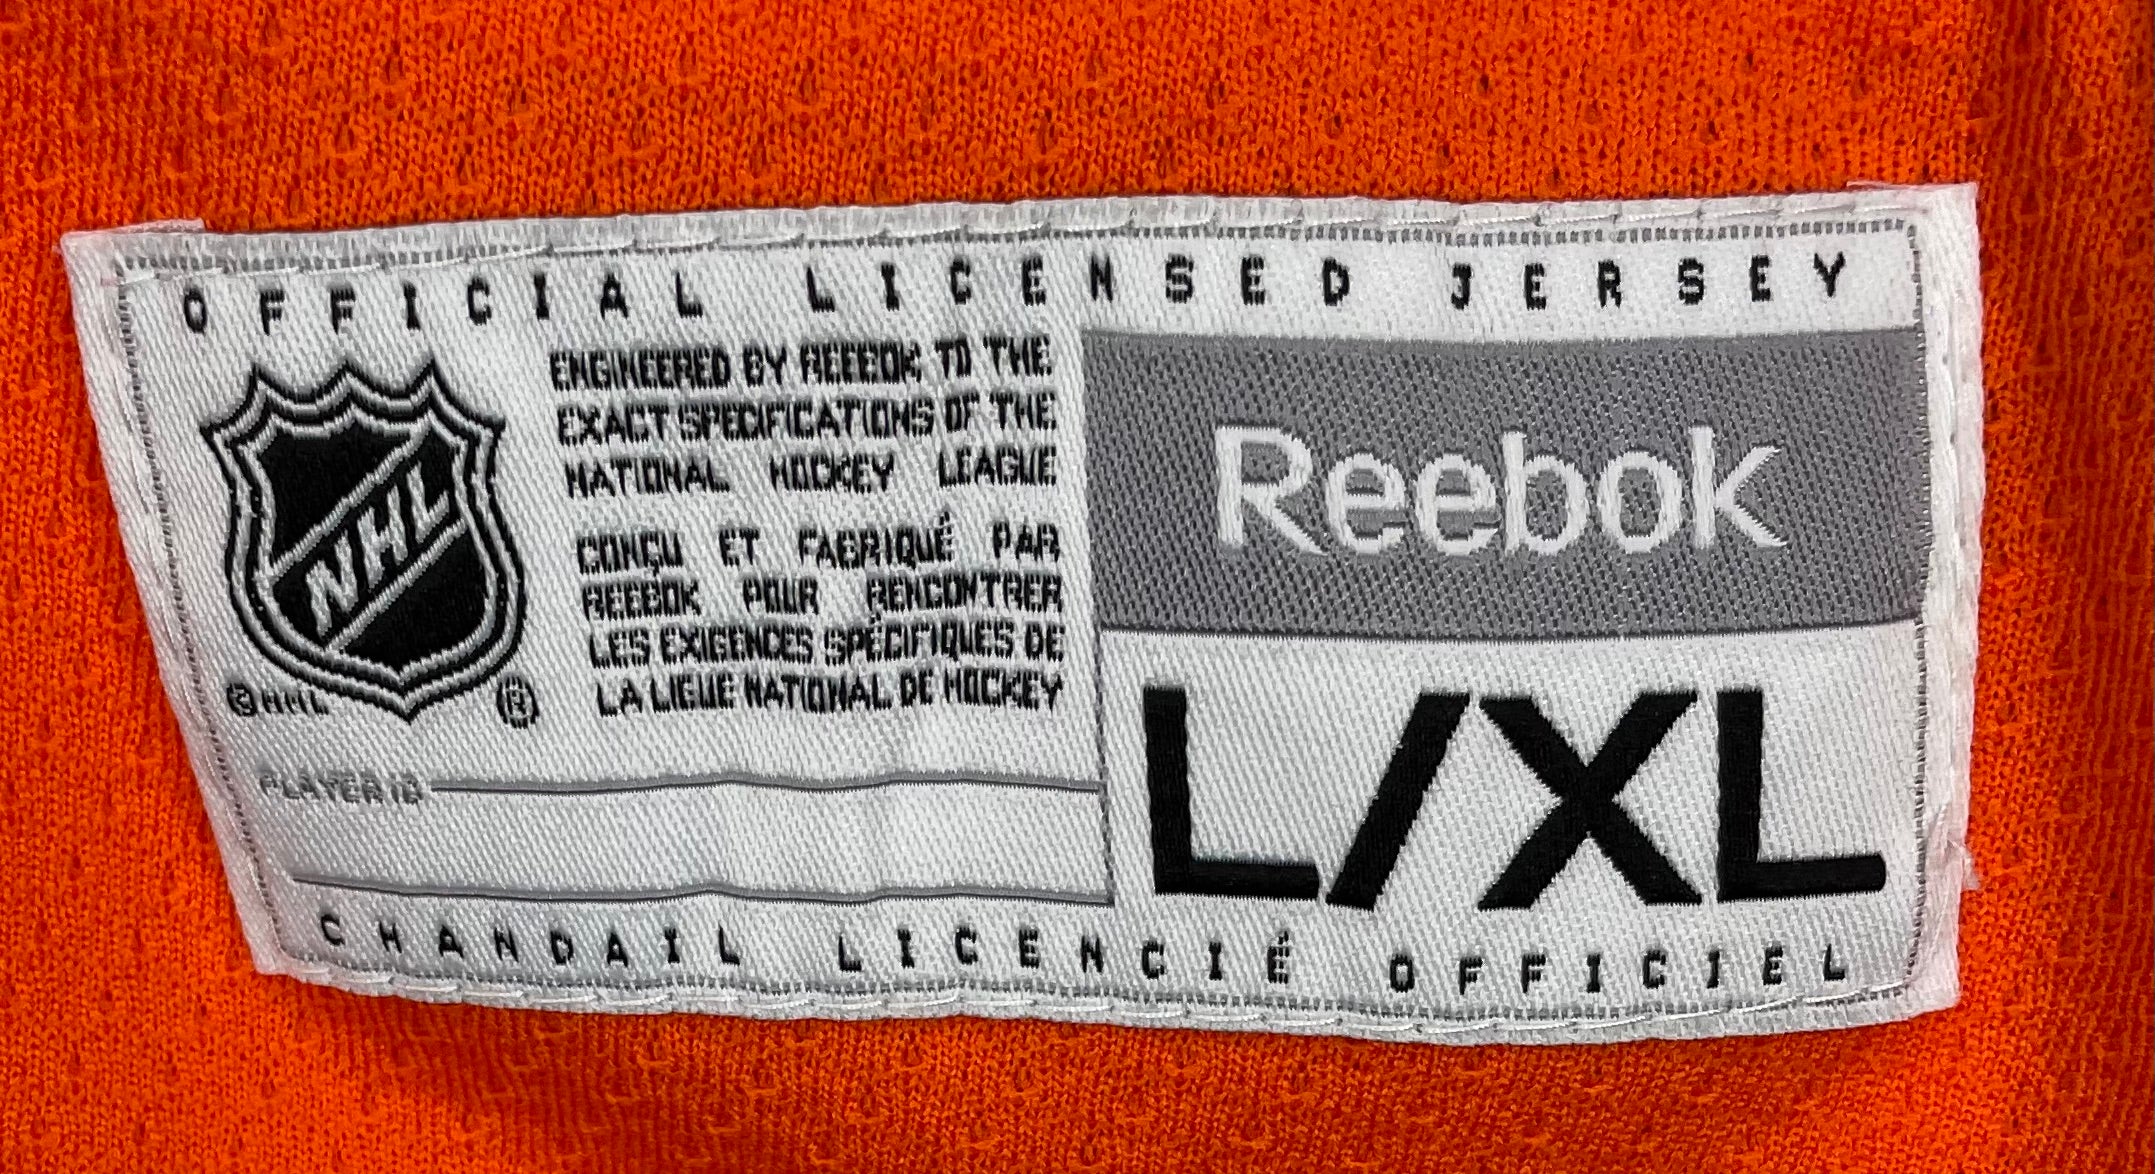 OFFICIAL LICENSED JERSEY
ENGINEERED BY REEBOK TO THE
EXACT SPECIFICATIONS OF THE
NATIONAL HOCKEY LEAGUE
CONÇU ET FABRIQUÉ PAR
REEBOK POUR RENCONTRER
LES EXIGENCES SPÉCIFIQUES DE
LA LIGUE NATIONAL DE HOCKEY
NHL
© NHL ®
PLAYER ID
Reebok
L/XL
CHANDAIL LICENCIÉ OFFICIEL